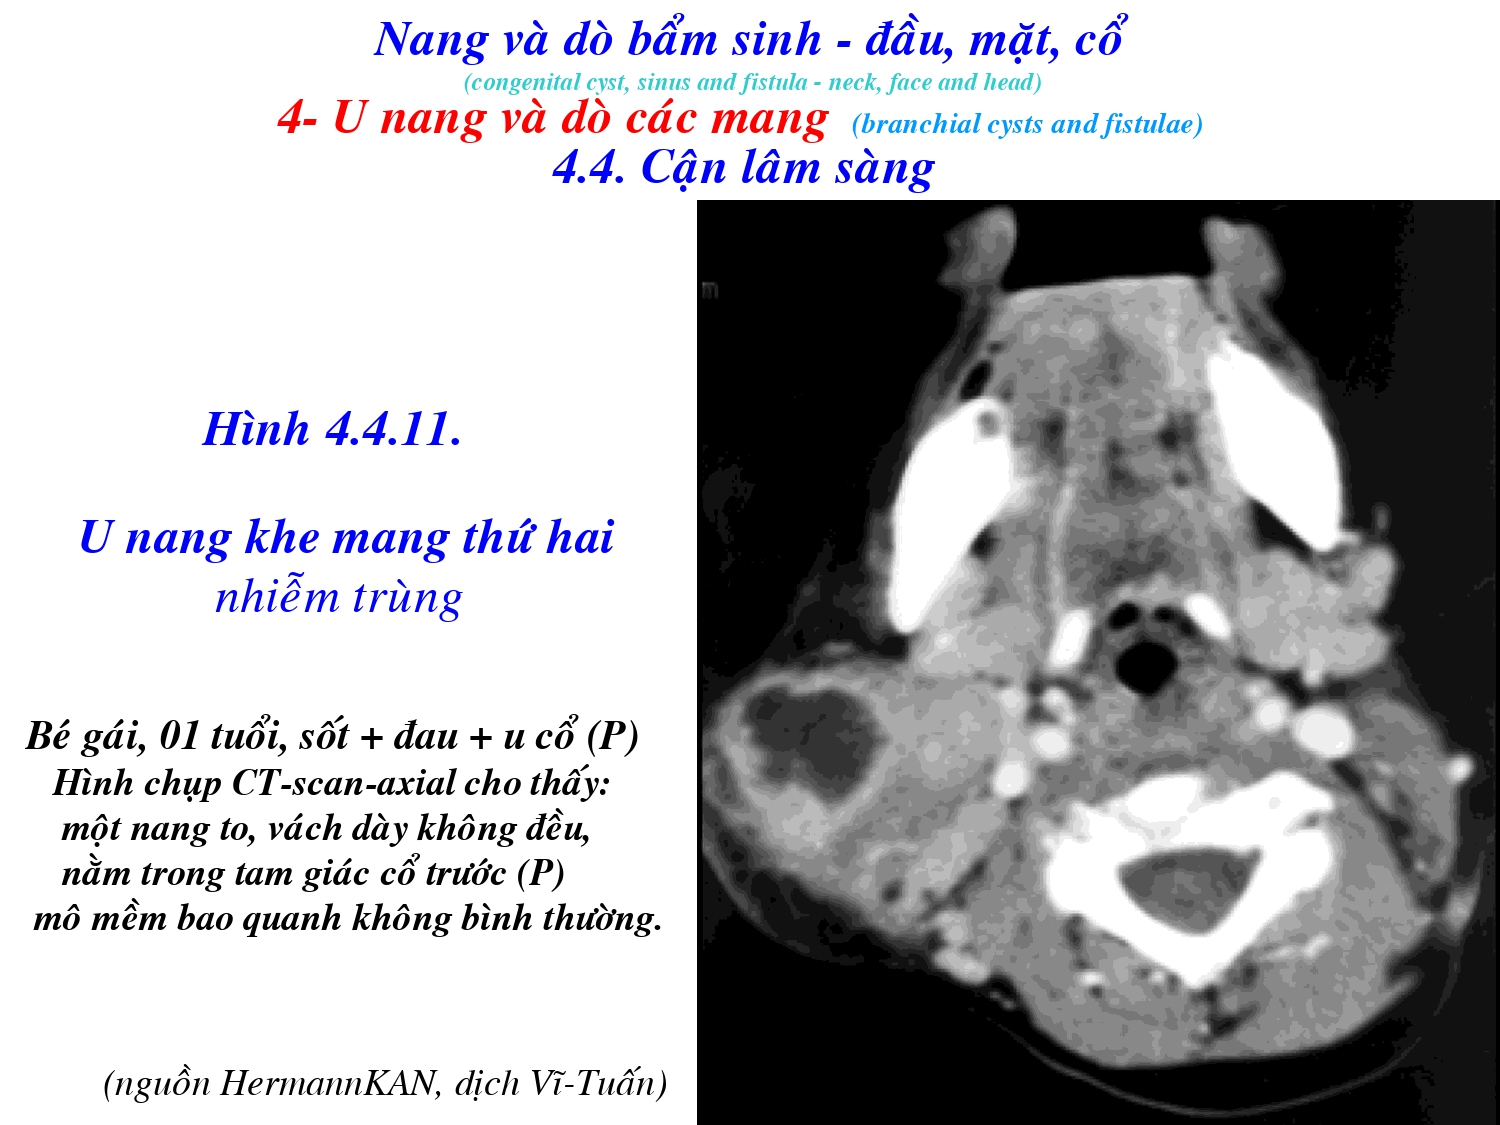 Nang và dò bẩm sinh - đầu, mặt, cổ
(congenital cyst, sinus and fistula - neck, face and head)
4- U nang và dò các mang (branchial cysts and fistulae)
4.4. Cận lâm sàng
Hình 4.4.11.
U nang khe mang thứ hai
nhiễm trùng
Bé gái, 01 tuổi, sốt + đau + u cổ (P)
Hình chụp CT-scan-axial cho thấy:
một nang to, vách dày không đều,
nằm trong tam giác cổ trước (P)
mô mềm bao quanh không bình thường.
(nguồn HermannKAN, dịch Vĩ-Tuấn)